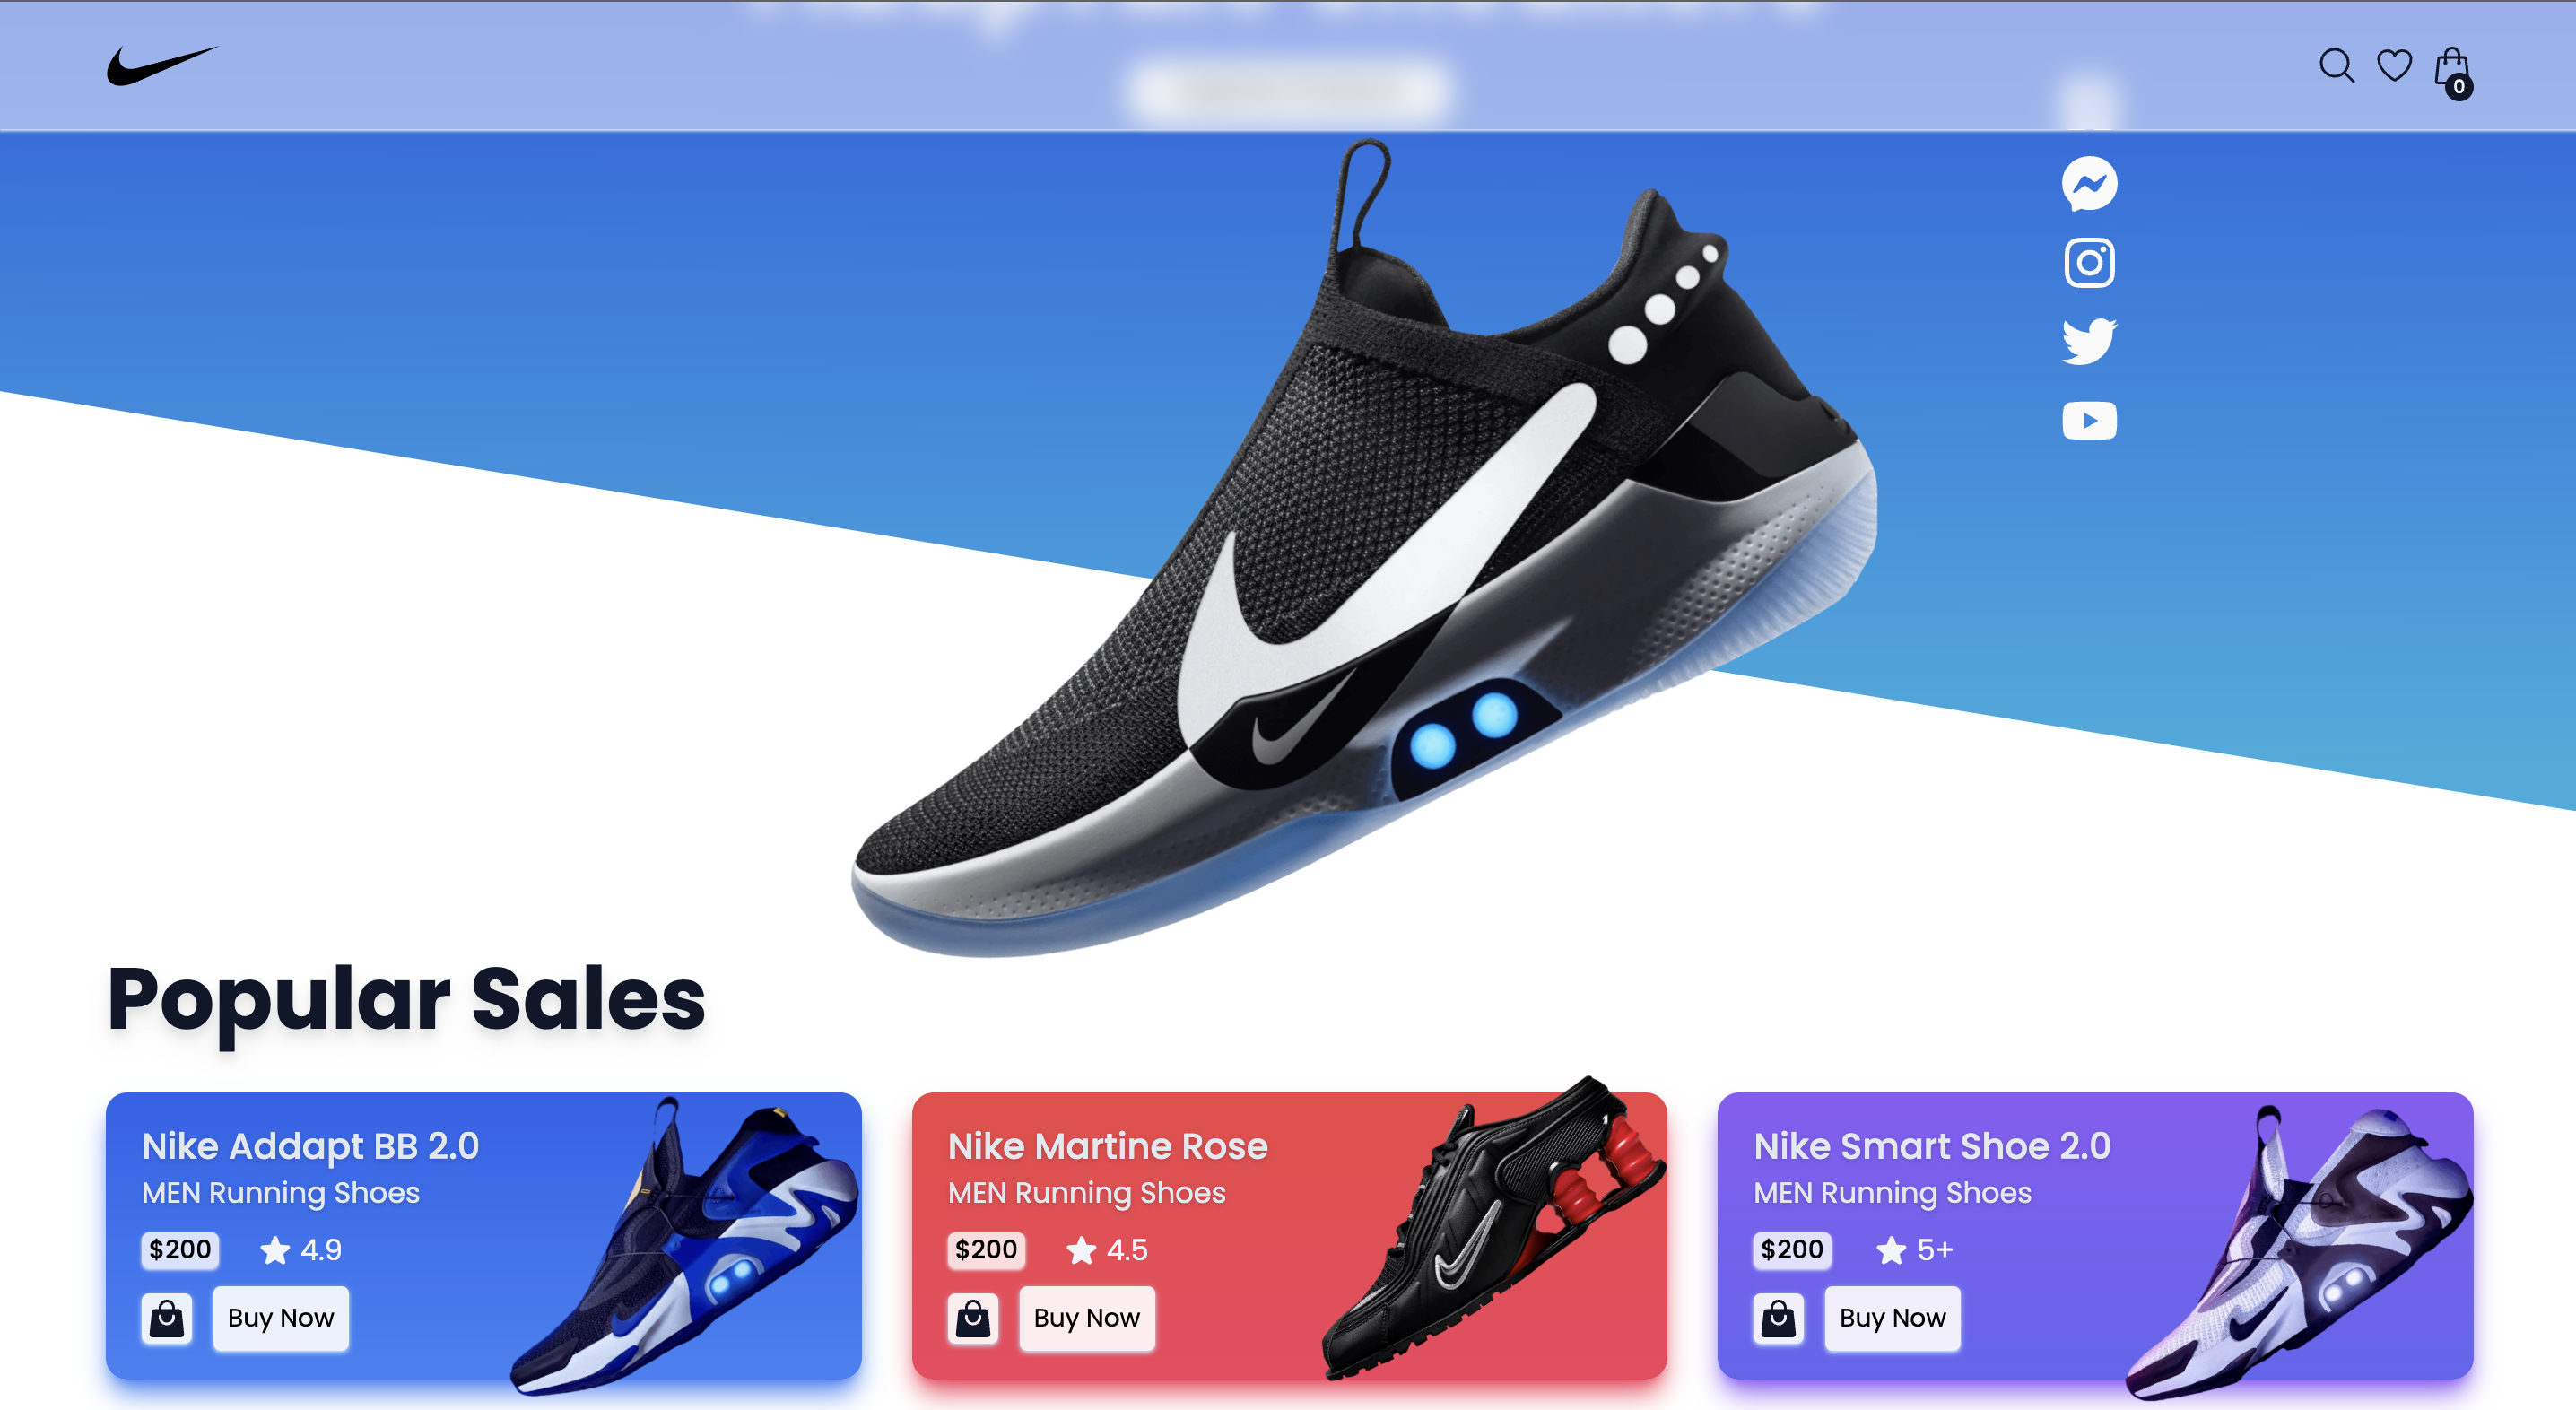 0
Popular Sales
Nike Addapt BB 2.0
MEN Running Shoes
$200 4.9
Buy Now
Nike Martine Rose
MEN Running Shoes
$200 4.5
Buy Now
Nike Smart Shoe 2.0
MEN Running Shoes
$200 5+
Buy Now